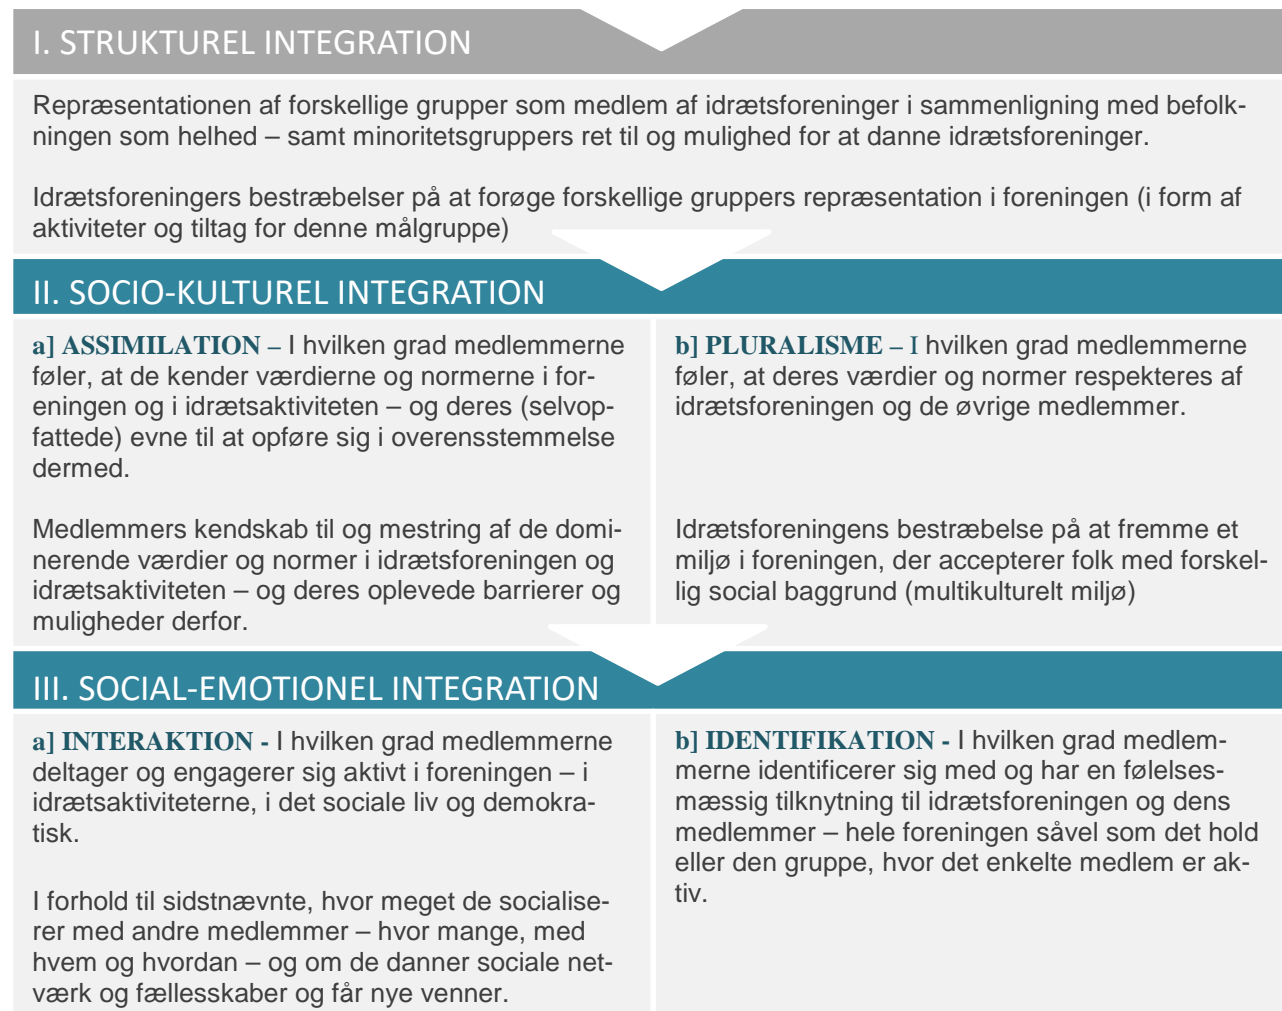 I. STRUKTUREL INTEGRATION
Repræsentationen af forskellige grupper som medlem af idrætsforeninger i sammenligning med befolk-
ningen som helhed – samt minoritetsgruppers ret til og mulighed for at danne idrætsforeninger.
Idrætsforeningers bestræbelser på at forøge forskellige gruppers repræsentation i foreningen (i form af
aktiviteter og tiltag for denne målgruppe)
II. SOCIO-KULTUREL INTEGRATION
a] ASSIMILATION – I hvilken grad medlemmerne
føler, at de kender værdierne og normerne i for-
eningen og i idrætsaktiviteten – og deres (selvop-
fattede) evne til at opføre sig i overensstemmelse
dermed.
Medlemmers kendskab til og mestring af de domi-
nerende værdier og normer i idrætsforeningen og
idrætsaktiviteten – og deres oplevede barrierer og
muligheder derfor.
b] PLURALISME – I hvilken grad medlemmerne
føler, at deres værdier og normer respekteres af
idrætsforeningen og de øvrige medlemmer.
Idrætsforeningens bestræbelse på at fremme et
miljø i foreningen, der accepterer folk med forskel-
lig social baggrund (multikulturelt miljø)
III. SOCIAL-EMOTIONEL INTEGRATION
a] INTERAKTION - I hvilken grad medlemmerne
deltager og engagerer sig aktivt i foreningen – i
idrætsaktiviteterne, i det sociale liv og demokra-
tisk.
I forhold til sidstnævnte, hvor meget de socialise-
rer med andre medlemmer – hvor mange, med
hvem og hvordan – og om de danner sociale net-
værk og fællesskaber og får nye venner.
b] IDENTIFIKATION - I hvilken grad medlem-
merne identificerer sig med og har en følelses-
mæssig tilknytning til idrætsforeningen og dens
medlemmer – hele foreningen såvel som det hold
eller den gruppe, hvor det enkelte medlem er ak-
tiv.